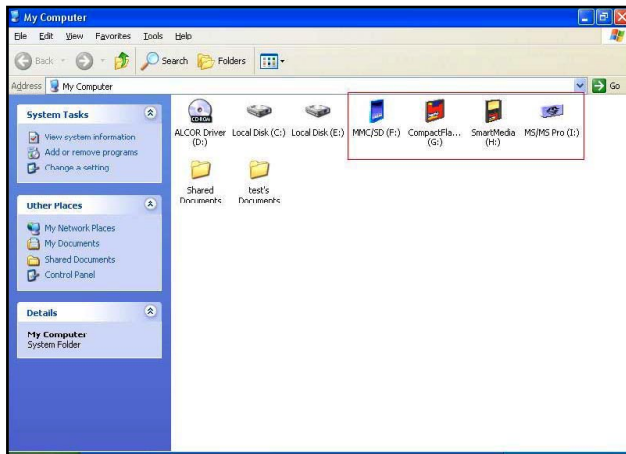 My Computer
File Edit View Favorites Tools Help
Back Search Folders
Address My Computer Go
System Tasks
View system information
Add or remove programs
Change a setting
Other Places
My Network Places
My Documents
Shared Documents
Control Panel
Details
My Computer
System Folder
CD-ROM
ALCOR Driver (D:)
Local Disk (C:)
Local Disk (E:)
MMC/SD (F:)
CompactFla... (G:)
SmartMedia (H:)
MS/MS Pro (I:)
Shared Documents
test's Documents